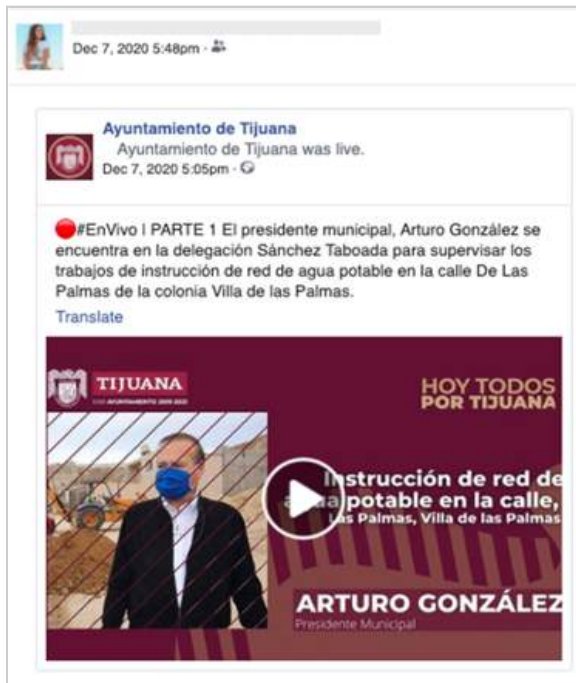 Dec 7, 2020 5:48pm ·
Ayuntamiento de Tijuana
Ayuntamiento de Tijuana was live.
Dec 7, 2020 5:05pm ·
#EnVivo l PARTE 1 El presidente municipal, Arturo González se
encuentra en la delegación Sánchez Taboada para supervisar los
trabajos de instrucción de red de agua potable en la calle De Las
Palmas de la colonia Villa de las Palmas.
Translate
TIJUANA
AYUNTAMIENTO 2019-2021
HOY TODOS
POR TIJUANA
Instrucción de red de
agua potable en la calle,
Las Palmas, Villa de las Palmas
ARTURO GONZÁLEZ
Presidente Municipal